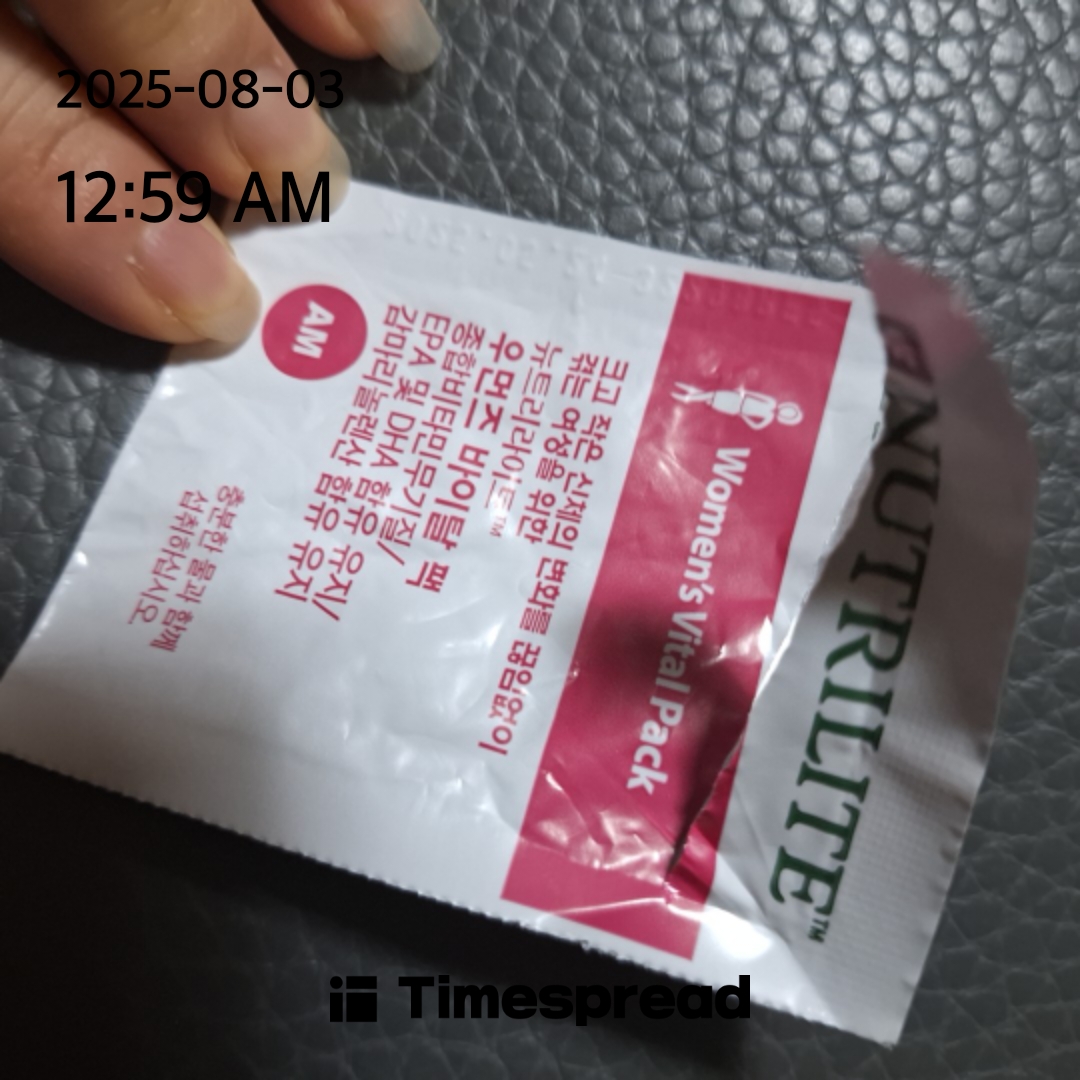 2025-08-03
12:59 AM
NUTRILITE™
Women's Vital Pack
크고 작은 신체의 변화를 끊임없이
겪는 여성을 위한
뉴트리라이트™
우먼즈 바이탈 팩
종합비타민무기질/
EPA 및 DHA 함유 유지/
감마리놀렌산 함유 유지
AM
충분한 물과 함께
섭취하십시오.
Timespread